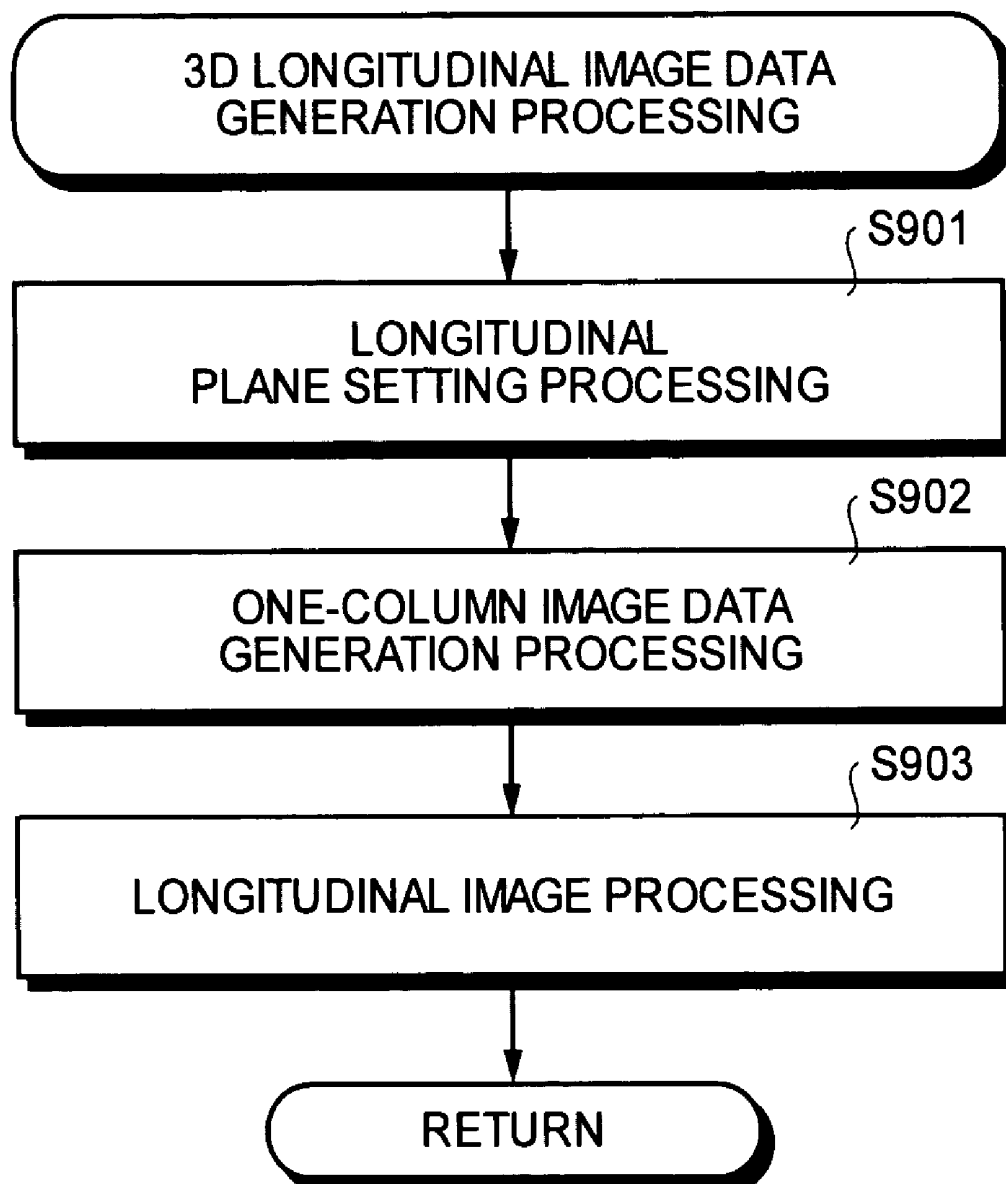 3D LONGITUDINAL IMAGE DATA
GENERATION PROCESSING
S901
LONGITUDINAL
PLANE SETTING PROCESSING
S902
ONE-COLUMN IMAGE DATA
GENERATION PROCESSING
S903
LONGITUDINAL IMAGE PROCESSING
RETURN